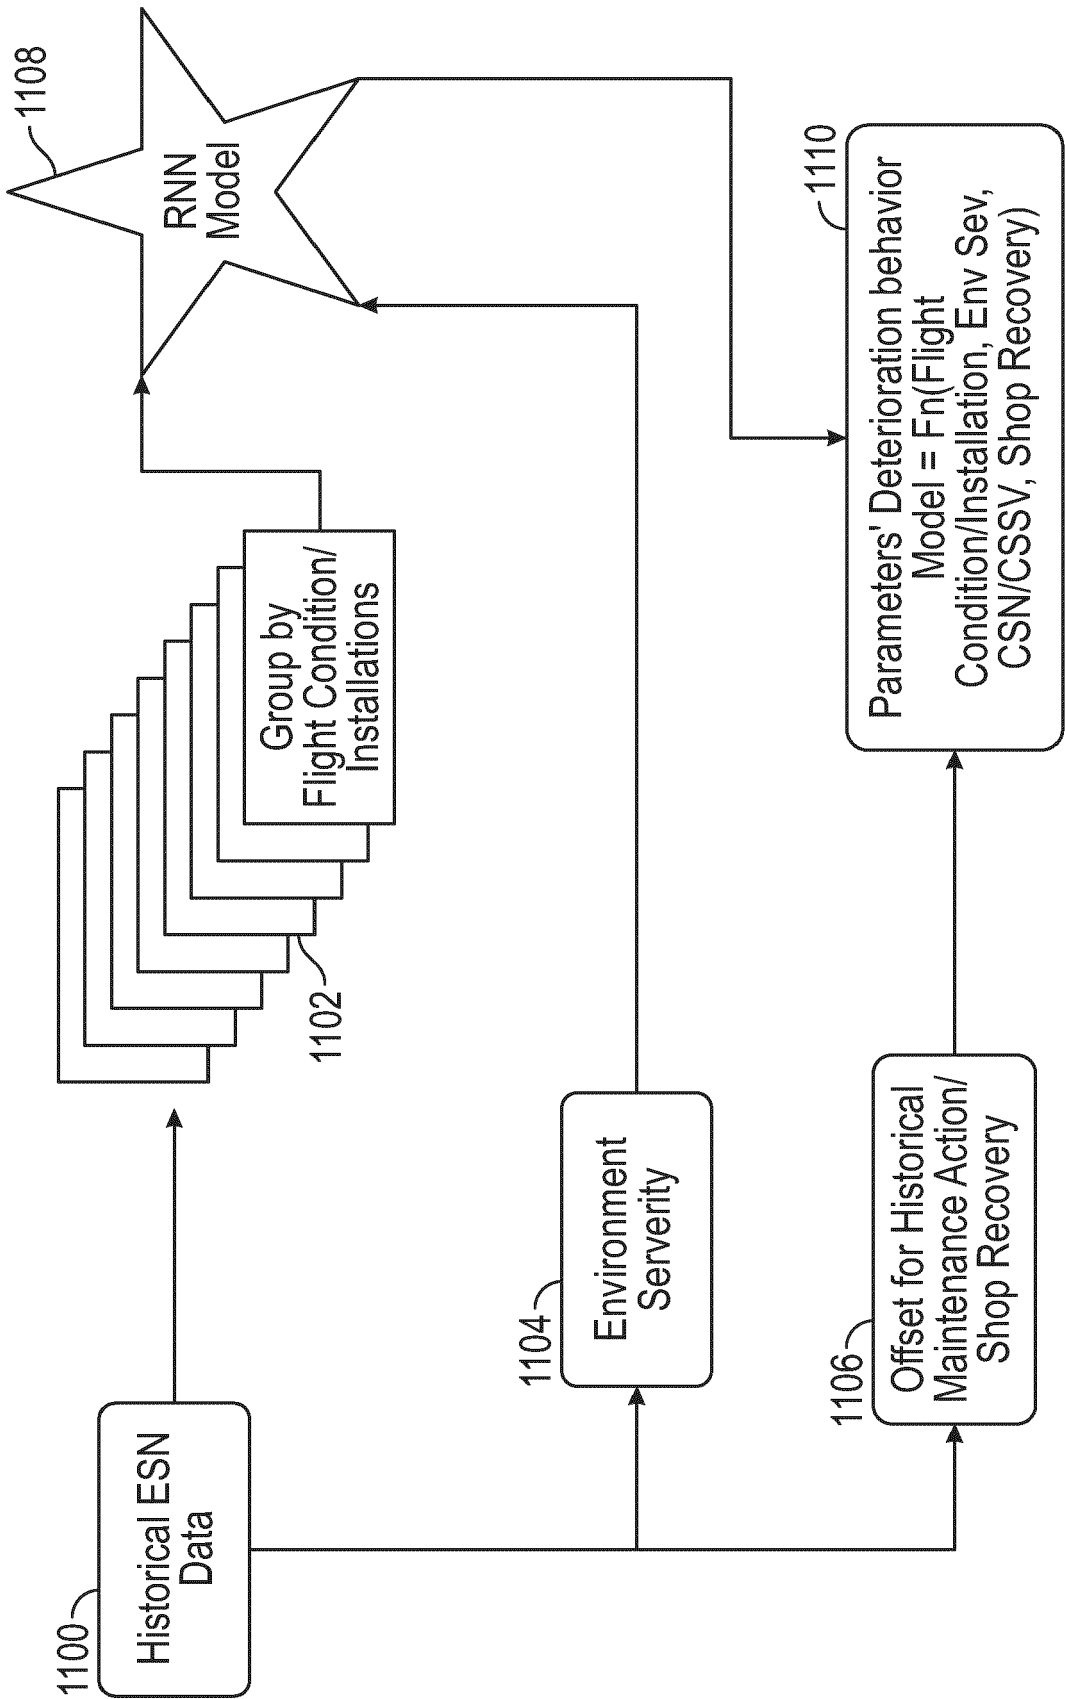 1100
Historical ESN
Data
1102
Group by
Flight Condition/
Installations
1108
RNN
Model
1104
Environment
Serverity
1106
Offset for Historical
Maintenance Action/
Shop Recovery
1110
Parameters' Deterioration behavior
Model = Fn(Flight
Condition/Installation, Env Sev,
CSN/CSSV, Shop Recovery)